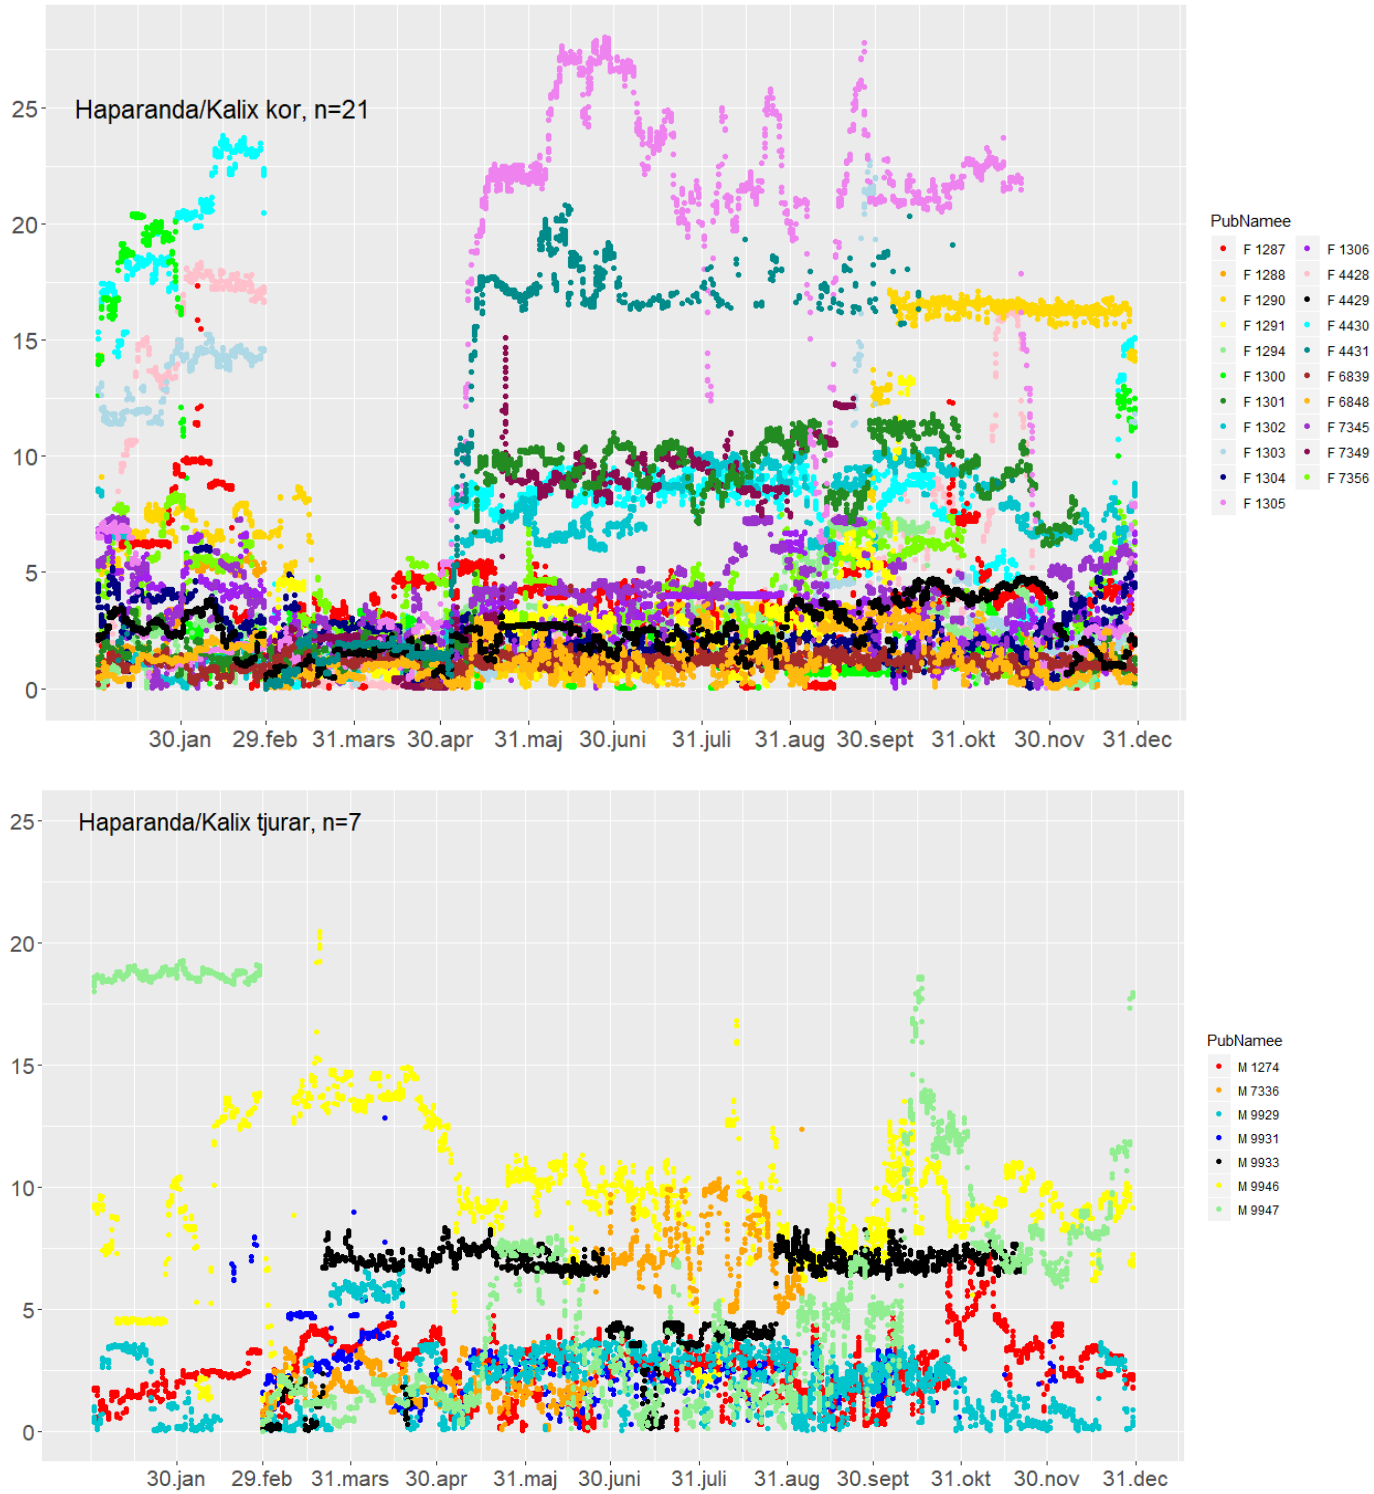 Haparanda/Kalix kor, n=21
25
20
15
10
5
0
30.jan 29.feb 31.mars 30.apr 31.maj 30.juni 31.juli 31.aug 30.sept 31.okt 30.nov 31.dec
PubNamee
F 1287 F 1306
F 1288 F 4428
F 1290 F 4429
F 1291 F 4430
F 1294 F 4431
F 1300 F 6839
F 1301 F 6848
F 1302 F 7345
F 1303 F 7349
F 1304 F 7356
F 1305
Haparanda/Kalix tjurar, n=7
25
20
15
10
5
0
30.jan 29.feb 31.mars 30.apr 31.maj 30.juni 31.juli 31.aug 30.sept 31.okt 30.nov 31.dec
PubNamee
M 1274
M 7336
M 9929
M 9931
M 9933
M 9946
M 9947